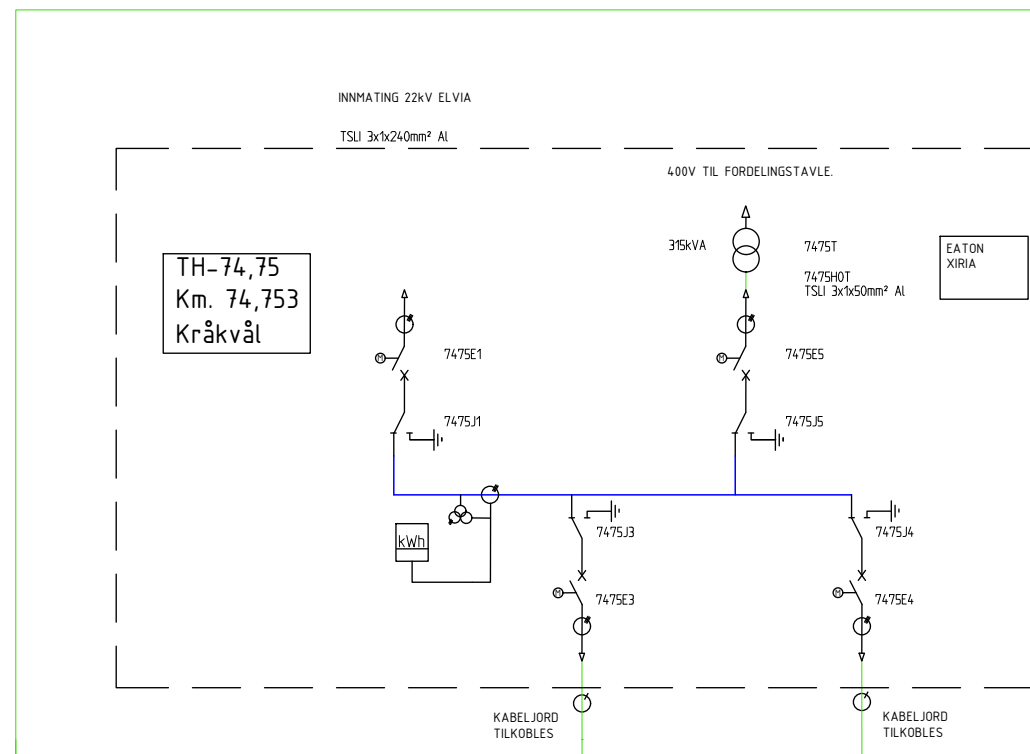 INNMATING 22kV ELVIA
TSLI 3x1x240mm² Al
400V TIL FORDELINGSTAVLE.
315kVA
7475T
7475H0T
TSLI 3x1x50mm² Al
EATON
XIRIA
TH-74,75
Km. 74,753
Kråkvål
M
7475E1
M
7475E5
7475J1
7475J5
kWh
7475J3
7475J4
M
7475E3
M
7475E4
KABELJORD
TILKOBLES
KABELJORD
TILKOBLES